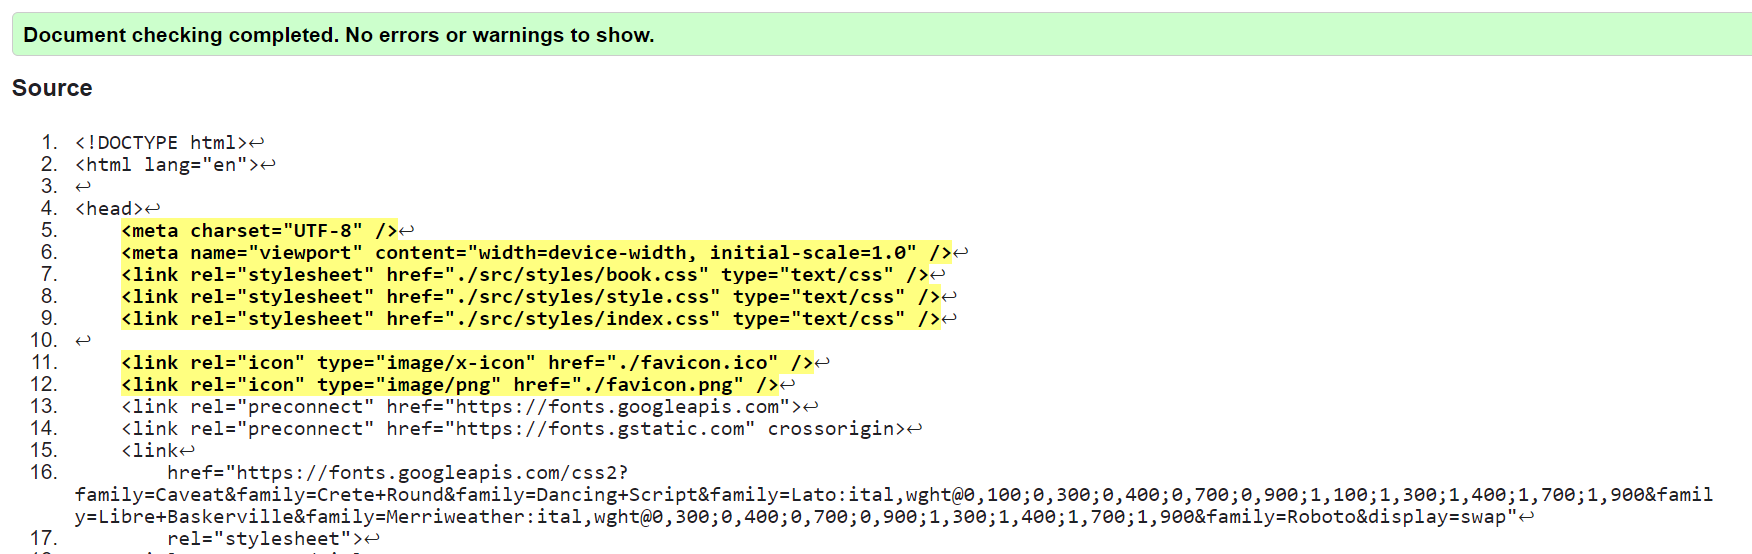 Document checking completed. No errors or warnings to show.
Source
1. <!DOCTYPE html>↩
2. <html lang="en">↩
3. ↩
4. <head>↩
5. <meta charset="UTF-8" />↩
6. <meta name="viewport" content="width=device-width, initial-scale=1.0" />↩
7. <link rel="stylesheet" href="./src/styles/book.css" type="text/css" />↩
8. <link rel="stylesheet" href="./src/styles/style.css" type="text/css" />↩
9. <link rel="stylesheet" href="./src/styles/index.css" type="text/css" />↩
10. ↩
11. <link rel="icon" type="image/x-icon" href="./favicon.ico" />↩
12. <link rel="icon" type="image/png" href="./favicon.png" />↩
13. <link rel="preconnect" href="https://fonts.googleapis.com">↩
14. <link rel="preconnect" href="https://fonts.gstatic.com" crossorigin>↩
15. <link↩
16. href="https://fonts.googleapis.com/css2?
family=Caveat&family=Crete+Round&family=Dancing+Script&family=Lato:ital,wght@0,100;0,300;0,400;0,700;0,900;1,100;1,300;1,400;1,700;1,900&famil
y=Libre+Baskerville&family=Merriweather:ital,wght@0,300;0,400;0,700;0,900;1,300;1,400;1,700;1,900&family=Roboto&display=swap"↩
17. rel="stylesheet">↩